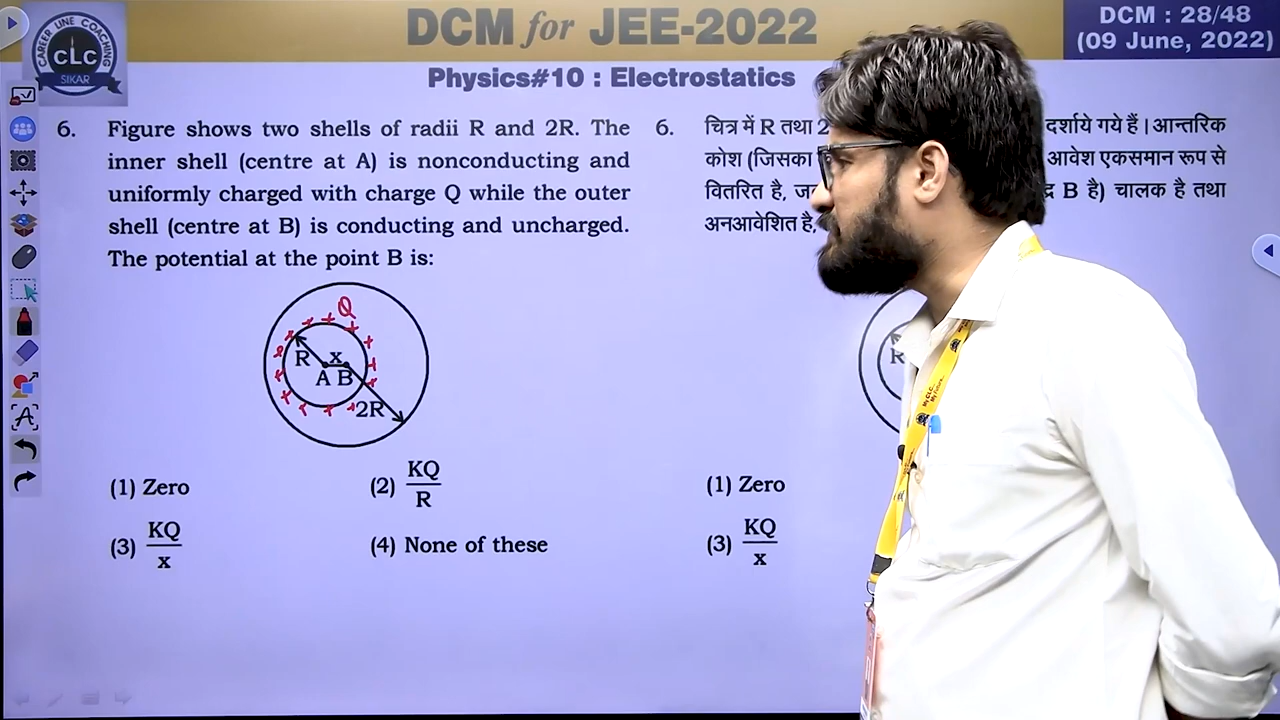 DCM for JEE-2022
DCM : 28/48
(09 June, 2022)
CAREER LINE COACHING
CLC
SIKAR
Physics#10 : Electrostatics
6. Figure shows two shells of radii R and 2R. The
inner shell (centre at A) is nonconducting and
uniformly charged with charge Q while the outer
shell (centre at B) is conducting and uncharged.
The potential at the point B is:
Q
R x
A B
2R
(1) Zero (2) KQ/R
(3) KQ/x (4) None of these
6. चित्र में R तथा 2 दर्शाये गये हैं। आन्तरिक
कोश (जिसका आवेश एकसमान रूप से
वितरित है, B है) चालक है तथा
अनआवेशित है,
R
(1) Zero
(3) KQ/x